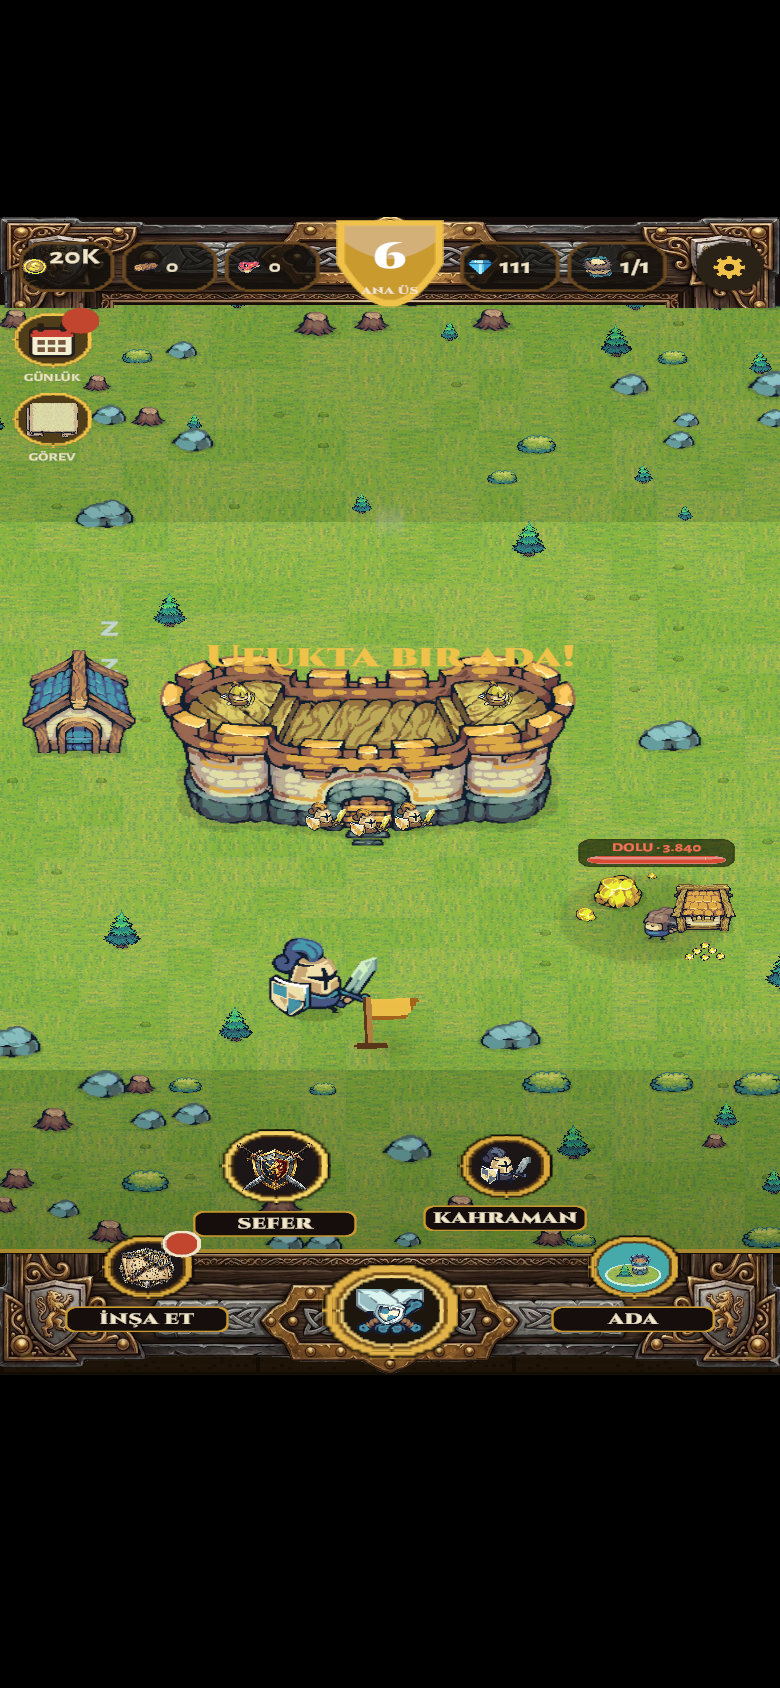 20K
0
0
6
ANA ÜS
111
1/1
GÜNLÜK
GÖREV
Z
Z
UFUKTA BIR ADA!
DOLU · 3.840
SEFER
KAHRAMAN
İNŞA ET
ADA